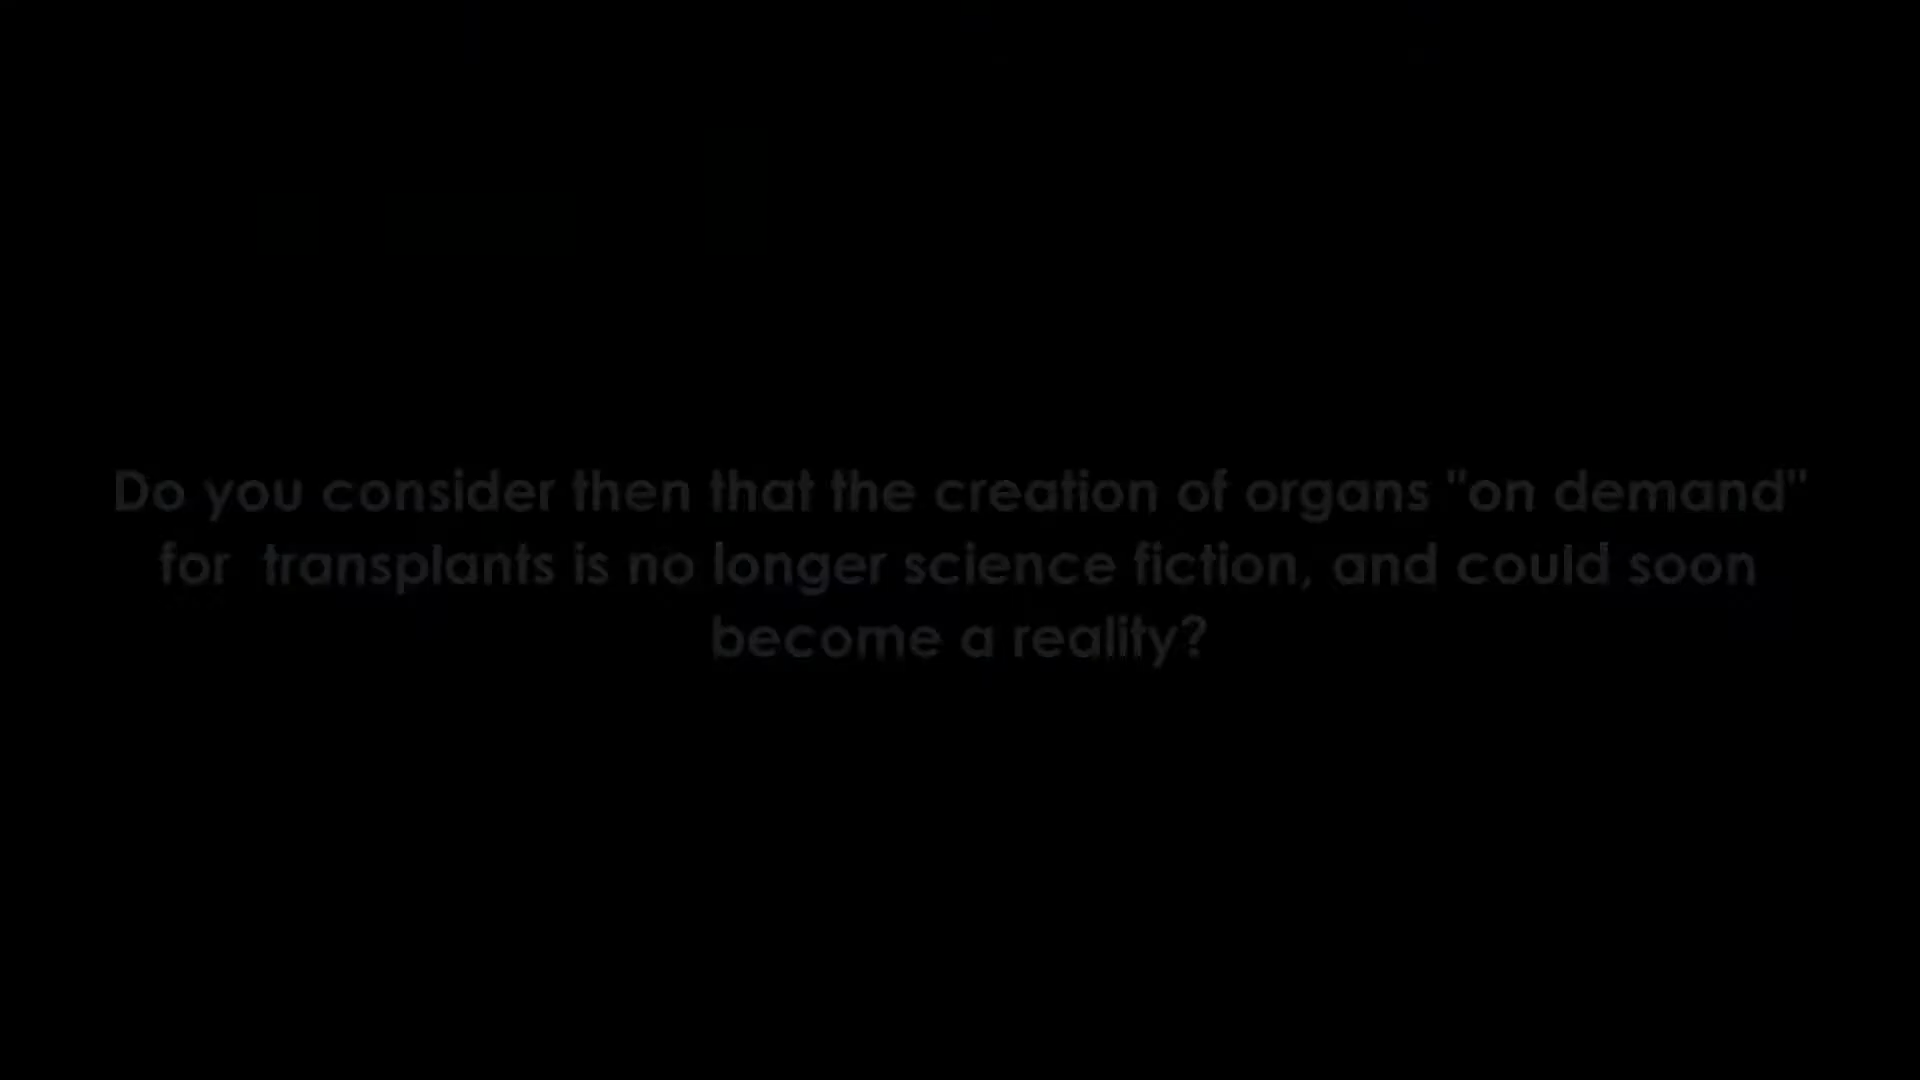 Do you consider then that the creation of organs "on demand"
for  transplants is no longer science fiction, and could soon
become a reality?